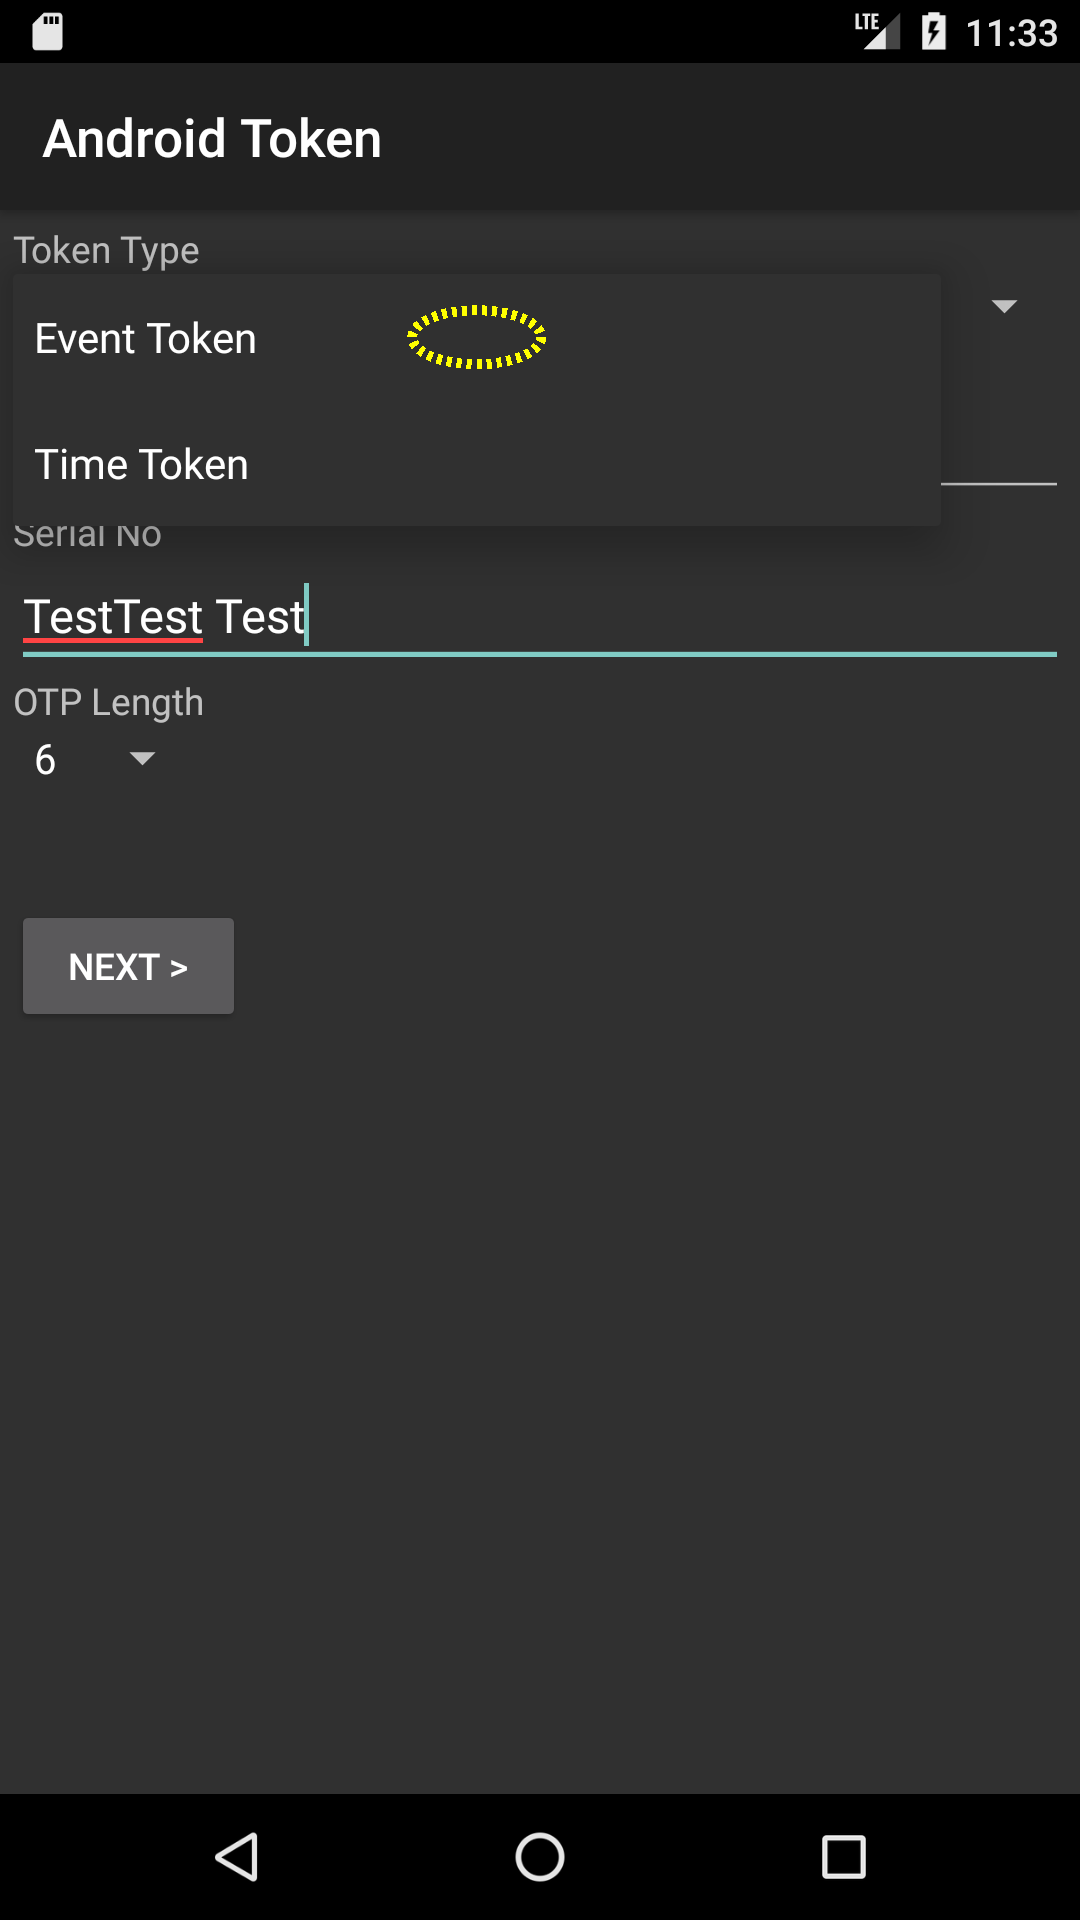 LTE 11:33
Android Token
Token Type
Event Token
Time Token
Serial No
TestTest Test
OTP Length
6
NEXT >